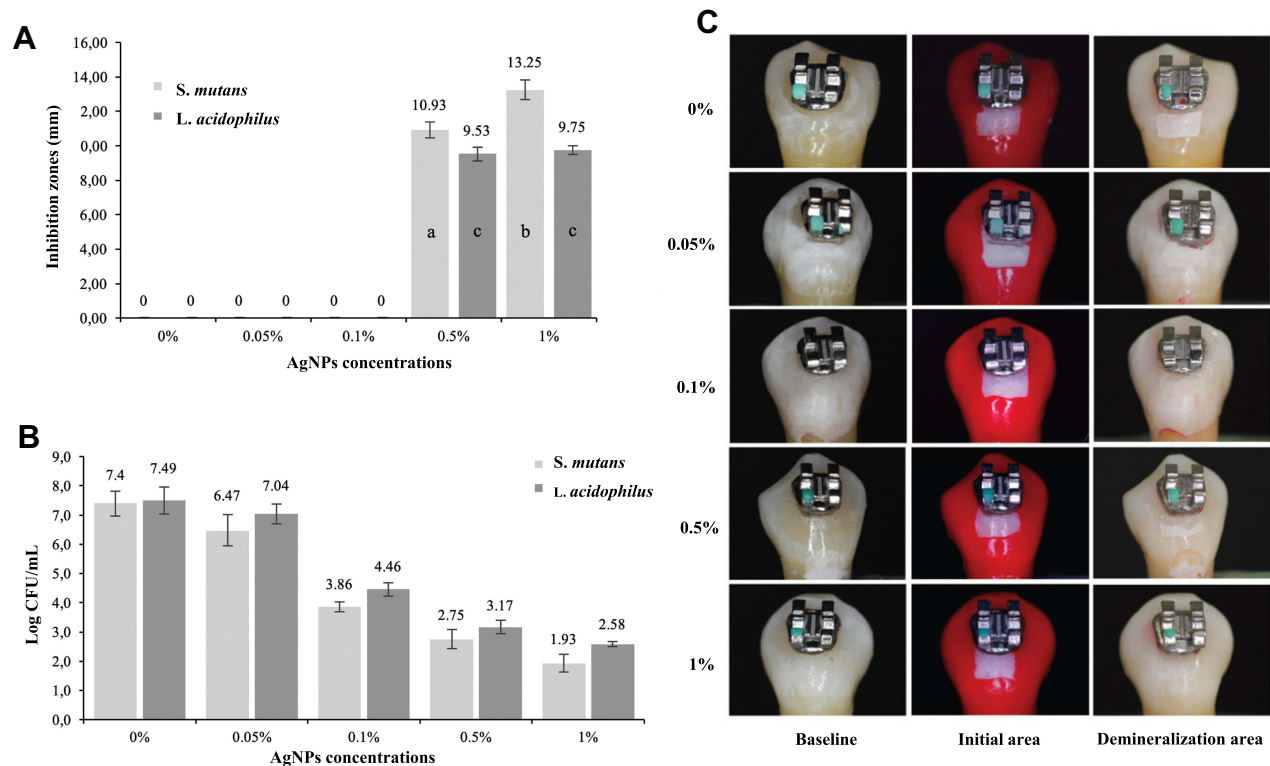 A
16,00
14,00
12,00
10,00
8,00
6,00
4,00
2,00
0,00
Inhibition zones (mm)
S. mutans
L. acidophilus
0 0 0 0 0 0 10.93 9.53 13.25 9.75
a c b c
0% 0.05% 0.1% 0.5% 1%
AgNPs concentrations
B
9,0
8,0
7,0
6,0
5,0
4,0
3,0
2,0
1,0
0,0
Log CFU/mL
S. mutans
L. acidophilus
7.4 7.49 6.47 7.04 3.86 4.46 2.75 3.17 1.93 2.58
0% 0.05% 0.1% 0.5% 1%
AgNPs concentrations
C
0%
0.05%
0.1%
0.5%
1%
Baseline Initial area Demineralization area